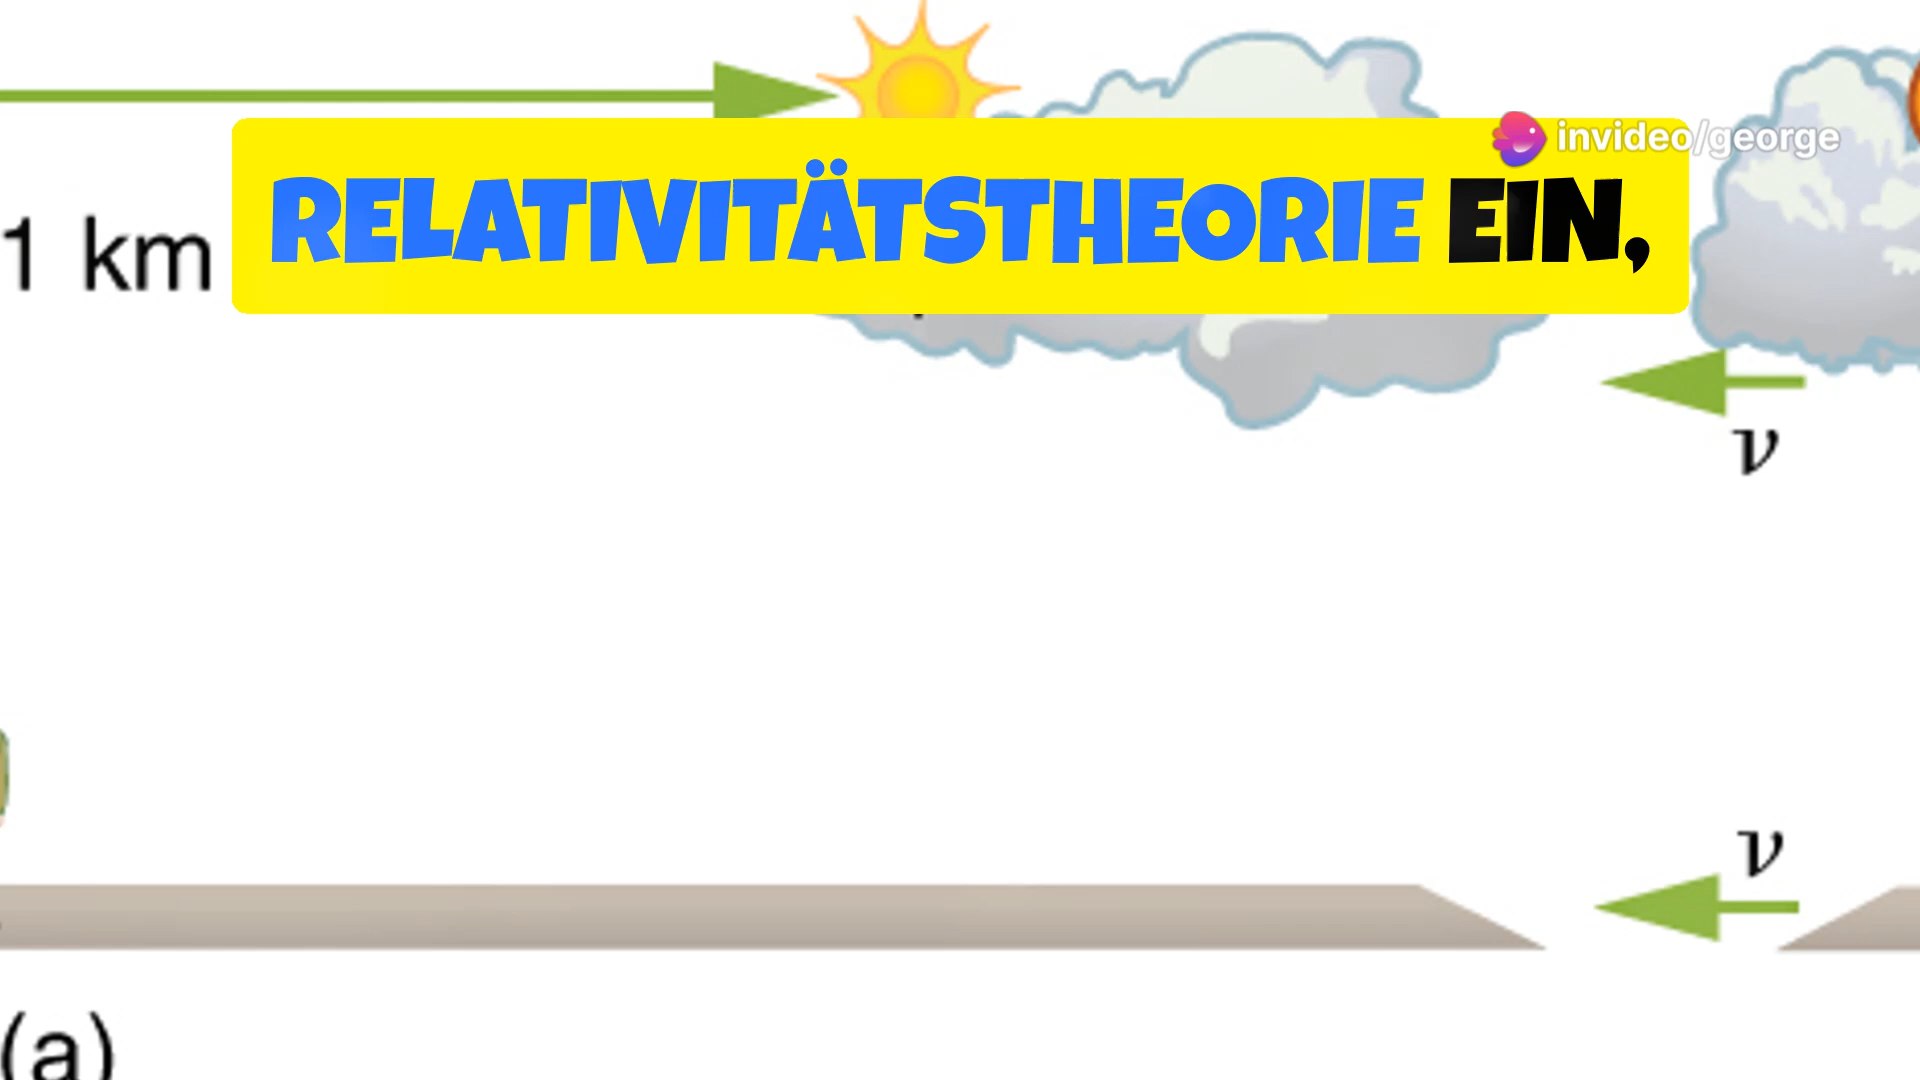 invideo/george
RELATIVITÄTSTHEORIE EIN,
1 km
ν
ν
(a)